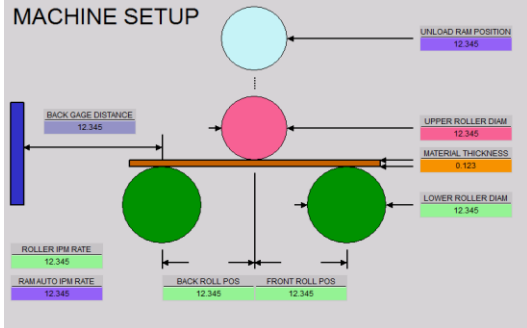 MACHINE SETUP
UNLOAD RAM POSITION
12.345
BACK GAGE DISTANCE
12.345
UPPER ROLLER DIAM
12.345
MATERIAL THICKNESS
0.123
LOWER ROLLER DIAM
12.345
ROLLER IPM RATE
12.345
RAM AUTO IPM RATE
12.345
BACK ROLL POS
12.345
FRONT ROLL POS
12.345